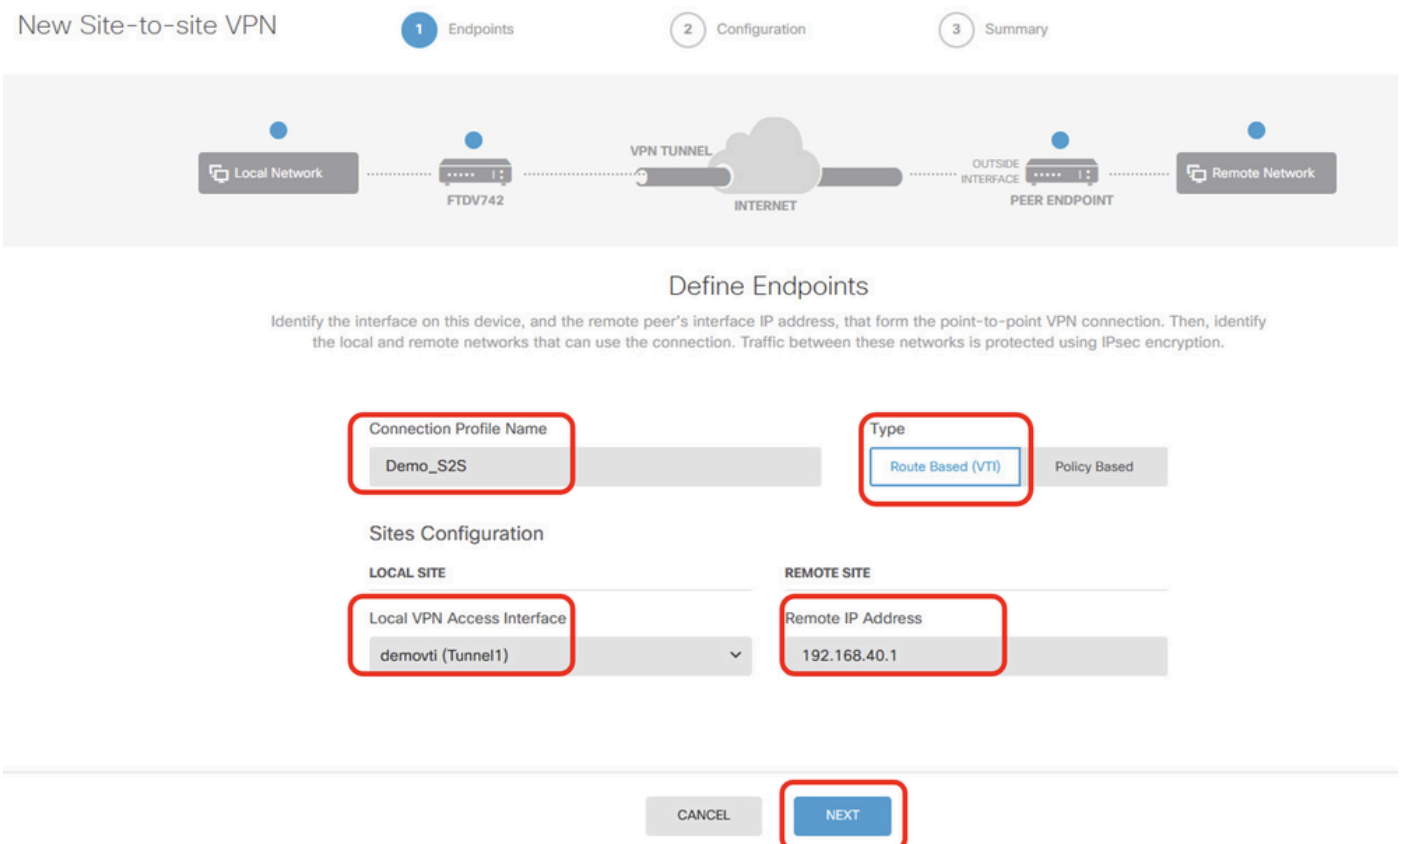 New Site-to-site VPN
1 Endpoints
2 Configuration
3 Summary
Local Network
FTDV742
VPN TUNNEL
INTERNET
OUTSIDE
INTERFACE
PEER ENDPOINT
Remote Network
Define Endpoints
Identify the interface on this device, and the remote peer's interface IP address, that form the point-to-point VPN connection. Then, identify
the local and remote networks that can use the connection. Traffic between these networks is protected using IPsec encryption.
Connection Profile Name
Demo_S2S
Type
Route Based (VTI)
Policy Based
Sites Configuration
LOCAL SITE
REMOTE SITE
Local VPN Access Interface
demovti (Tunnel1)
Remote IP Address
192.168.40.1
CANCEL
NEXT